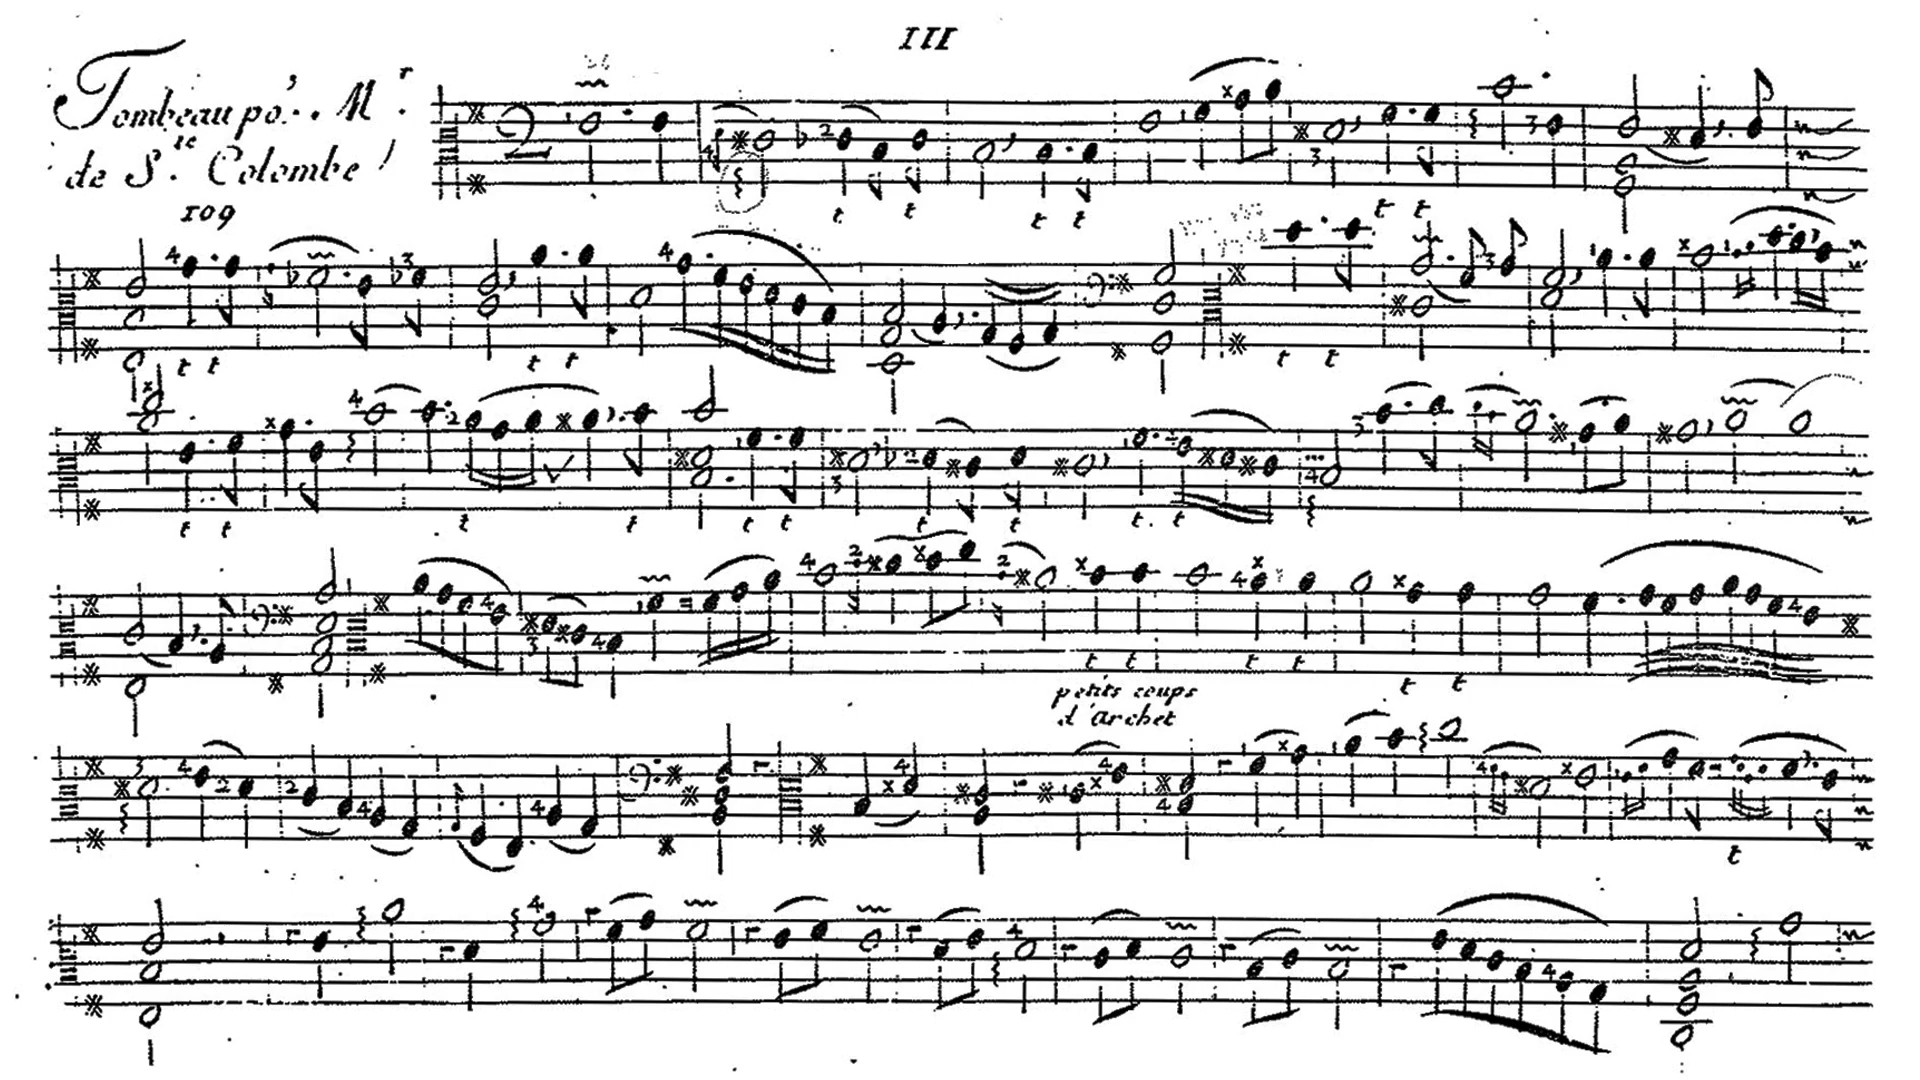 III
Tombeau po.^r M.^r
de S.^te Colombe
109
petits coups
d'archet